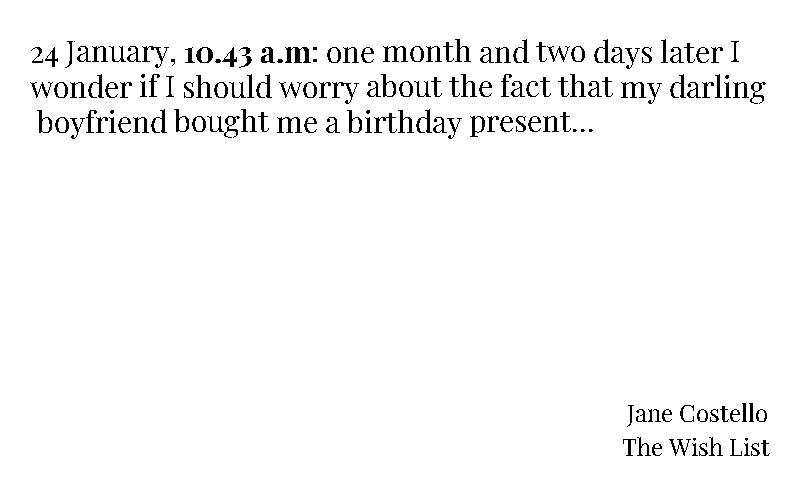 24 January, 10.43 a.m: one month and two days later I
wonder if I should worry about the fact that my darling
boyfriend bought me a birthday present...
Jane Costello
The Wish List